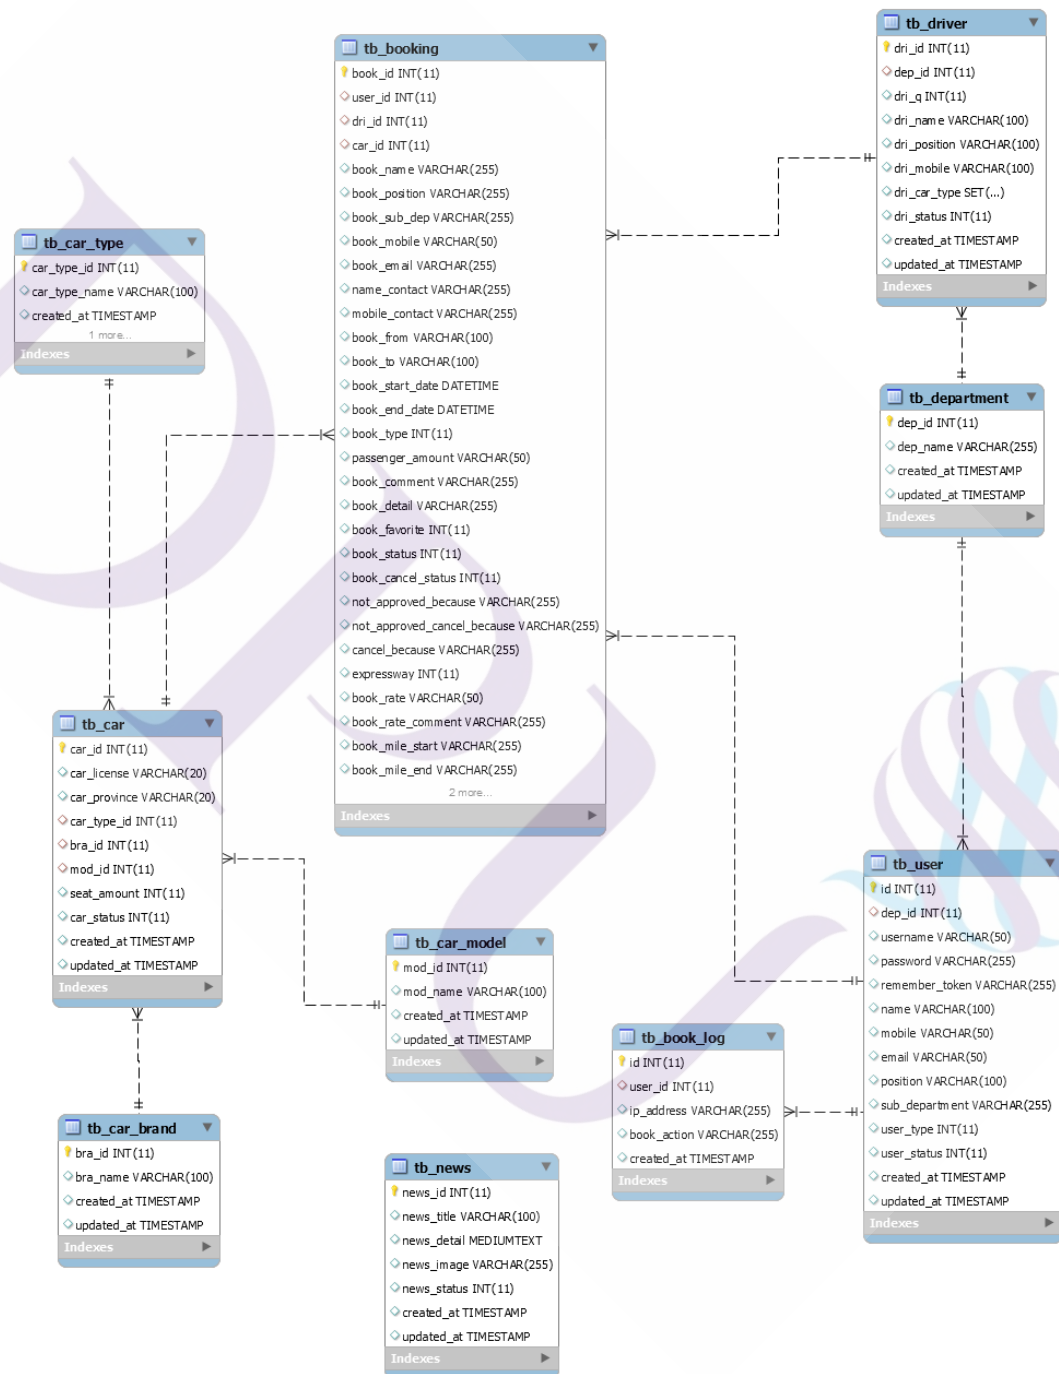 tb_driver
dri_id INT(11)
dep_id INT(11)
dri_q INT(11)
dri_name VARCHAR(100)
dri_position VARCHAR(100)
dri_mobile VARCHAR(100)
dri_car_type SET(...)
dri_status INT(11)
created_at TIMESTAMP
updated_at TIMESTAMP
Indexes
tb_booking
book_id INT(11)
user_id INT(11)
dri_id INT(11)
car_id INT(11)
book_name VARCHAR(255)
book_position VARCHAR(255)
book_sub_dep VARCHAR(255)
book_mobile VARCHAR(50)
book_email VARCHAR(255)
name_contact VARCHAR(255)
mobile_contact VARCHAR(255)
book_from VARCHAR(100)
book_to VARCHAR(100)
book_start_date DATETIME
book_end_date DATETIME
book_type INT(11)
passenger_amount VARCHAR(50)
book_comment VARCHAR(255)
book_detail VARCHAR(255)
book_favorite INT(11)
book_status INT(11)
book_cancel_status INT(11)
not_approved_because VARCHAR(255)
not_approved_cancel_because VARCHAR(255)
cancel_because VARCHAR(255)
expressway INT(11)
book_rate VARCHAR(50)
book_rate_comment VARCHAR(255)
book_mile_start VARCHAR(255)
book_mile_end VARCHAR(255)
2 more...
Indexes
tb_car_type
car_type_id INT(11)
car_type_name VARCHAR(100)
created_at TIMESTAMP
1 more...
Indexes
tb_department
dep_id INT(11)
dep_name VARCHAR(255)
created_at TIMESTAMP
updated_at TIMESTAMP
Indexes
tb_car
car_id INT(11)
car_license VARCHAR(20)
car_province VARCHAR(20)
car_type_id INT(11)
bra_id INT(11)
mod_id INT(11)
seat_amount INT(11)
car_status INT(11)
created_at TIMESTAMP
updated_at TIMESTAMP
Indexes
tb_user
id INT(11)
dep_id INT(11)
username VARCHAR(50)
password VARCHAR(255)
remember_token VARCHAR(255)
name VARCHAR(100)
mobile VARCHAR(50)
email VARCHAR(50)
position VARCHAR(100)
sub_department VARCHAR(255)
user_type INT(11)
user_status INT(11)
created_at TIMESTAMP
updated_at TIMESTAMP
Indexes
tb_car_model
mod_id INT(11)
mod_name VARCHAR(100)
created_at TIMESTAMP
updated_at TIMESTAMP
Indexes
tb_book_log
id INT(11)
user_id INT(11)
ip_address VARCHAR(255)
book_action VARCHAR(255)
created_at TIMESTAMP
Indexes
tb_car_brand
bra_id INT(11)
bra_name VARCHAR(100)
created_at TIMESTAMP
updated_at TIMESTAMP
Indexes
tb_news
news_id INT(11)
news_title VARCHAR(100)
news_detail MEDIUMTEXT
news_image VARCHAR(255)
news_status INT(11)
created_at TIMESTAMP
updated_at TIMESTAMP
Indexes